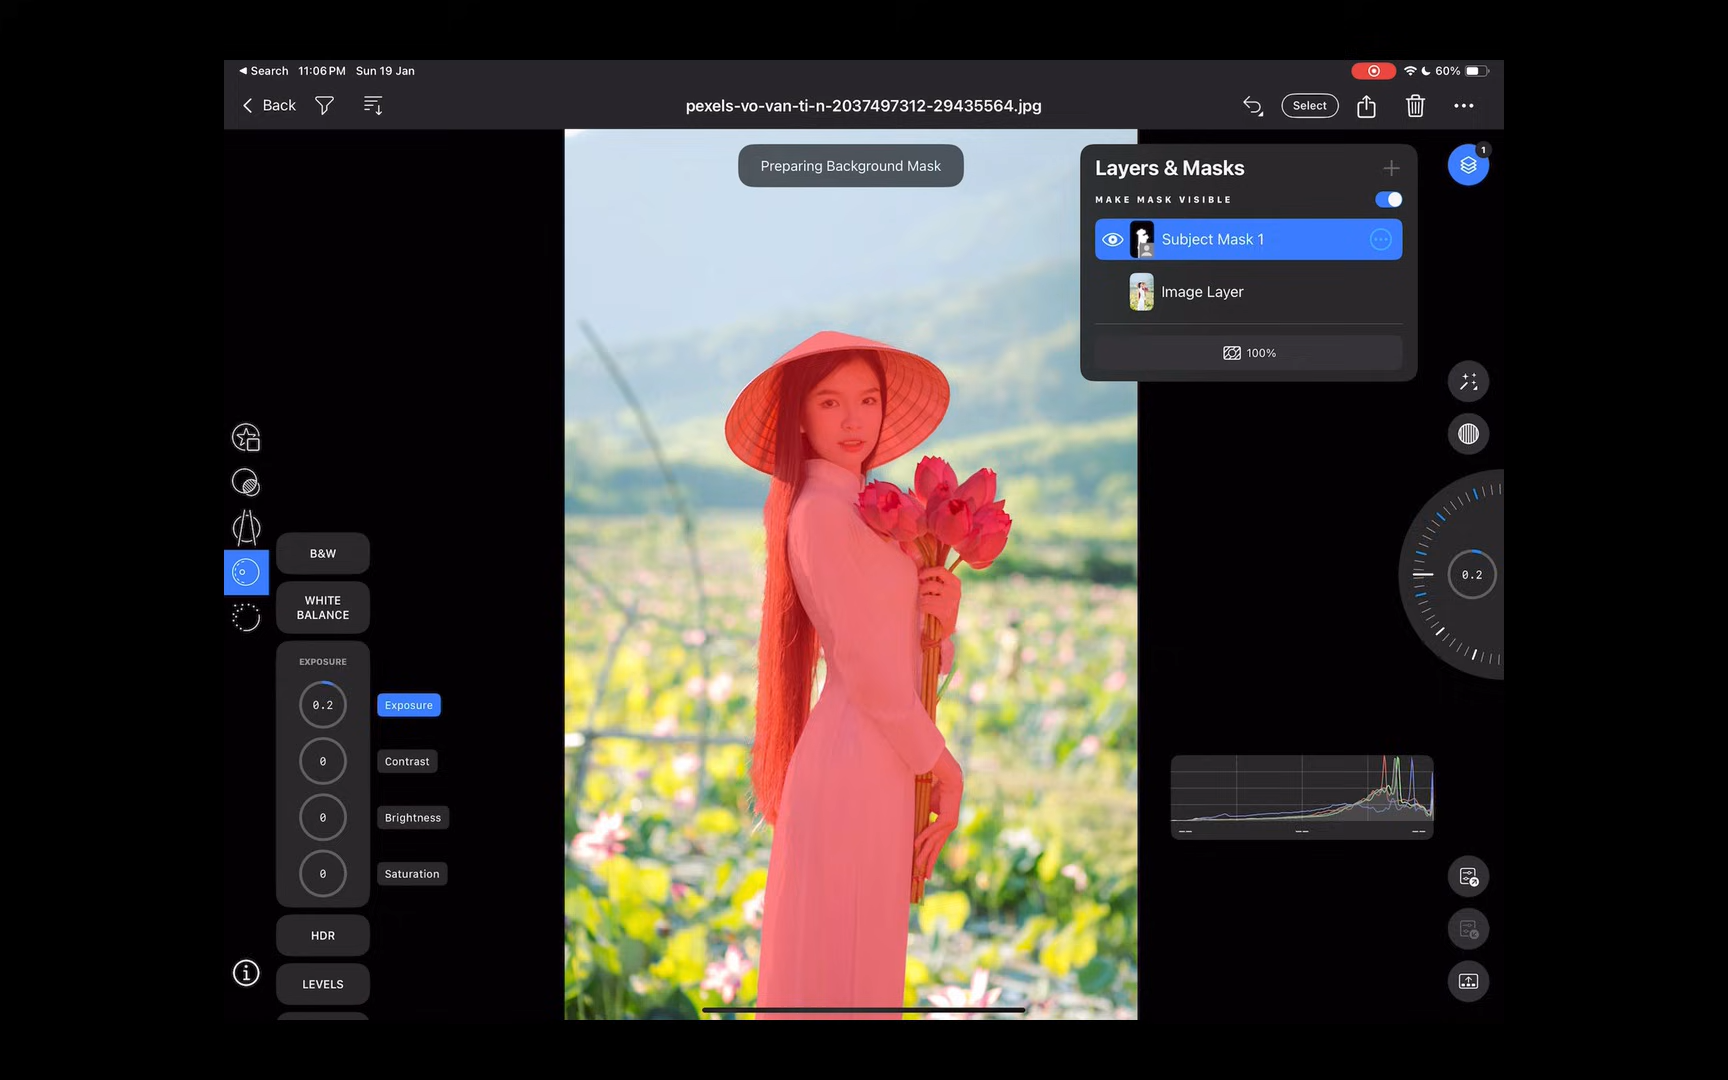 Search 11:06 PM Sun 19 Jan
60%
Back
pexels-vo-van-ti-n-2037497312-29435564.jpg
Select
Preparing Background Mask
Layers & Masks
1
MAKE MASK VISIBLE
Subject Mask 1
Image Layer
100%
B&W
WHITE
BALANCE
EXPOSURE
0.2 Exposure
0 Contrast
0 Brightness
0 Saturation
HDR
LEVELS
0.2